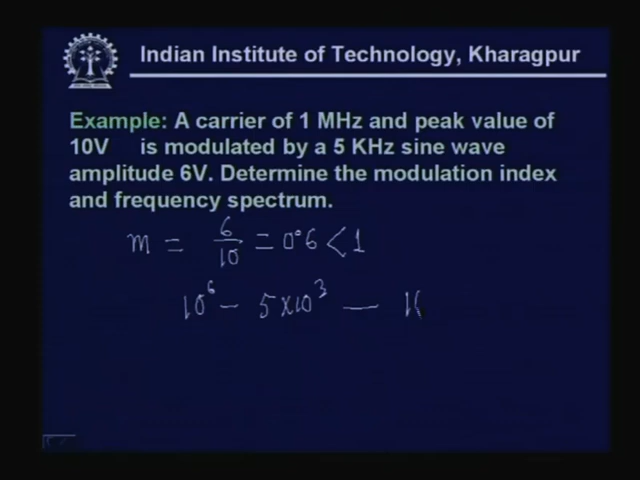 Indian Institute of Technology, Kharagpur
Example: A carrier of 1 MHz and peak value of
10V is modulated by a 5 KHz sine wave
amplitude 6V. Determine the modulation index
and frequency spectrum.
m = 6/10 = 0.6 < 1
10⁶ – 5×10³ —